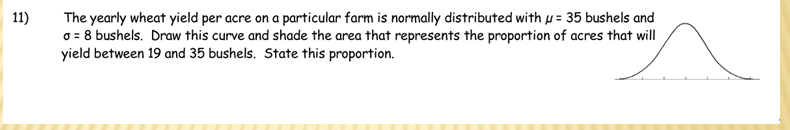 11) The yearly wheat yield per acre on a particular farm is normally distributed with μ = 35 bushels and
σ = 8 bushels. Draw this curve and shade the area that represents the proportion of acres that will
yield between 19 and 35 bushels. State this proportion.